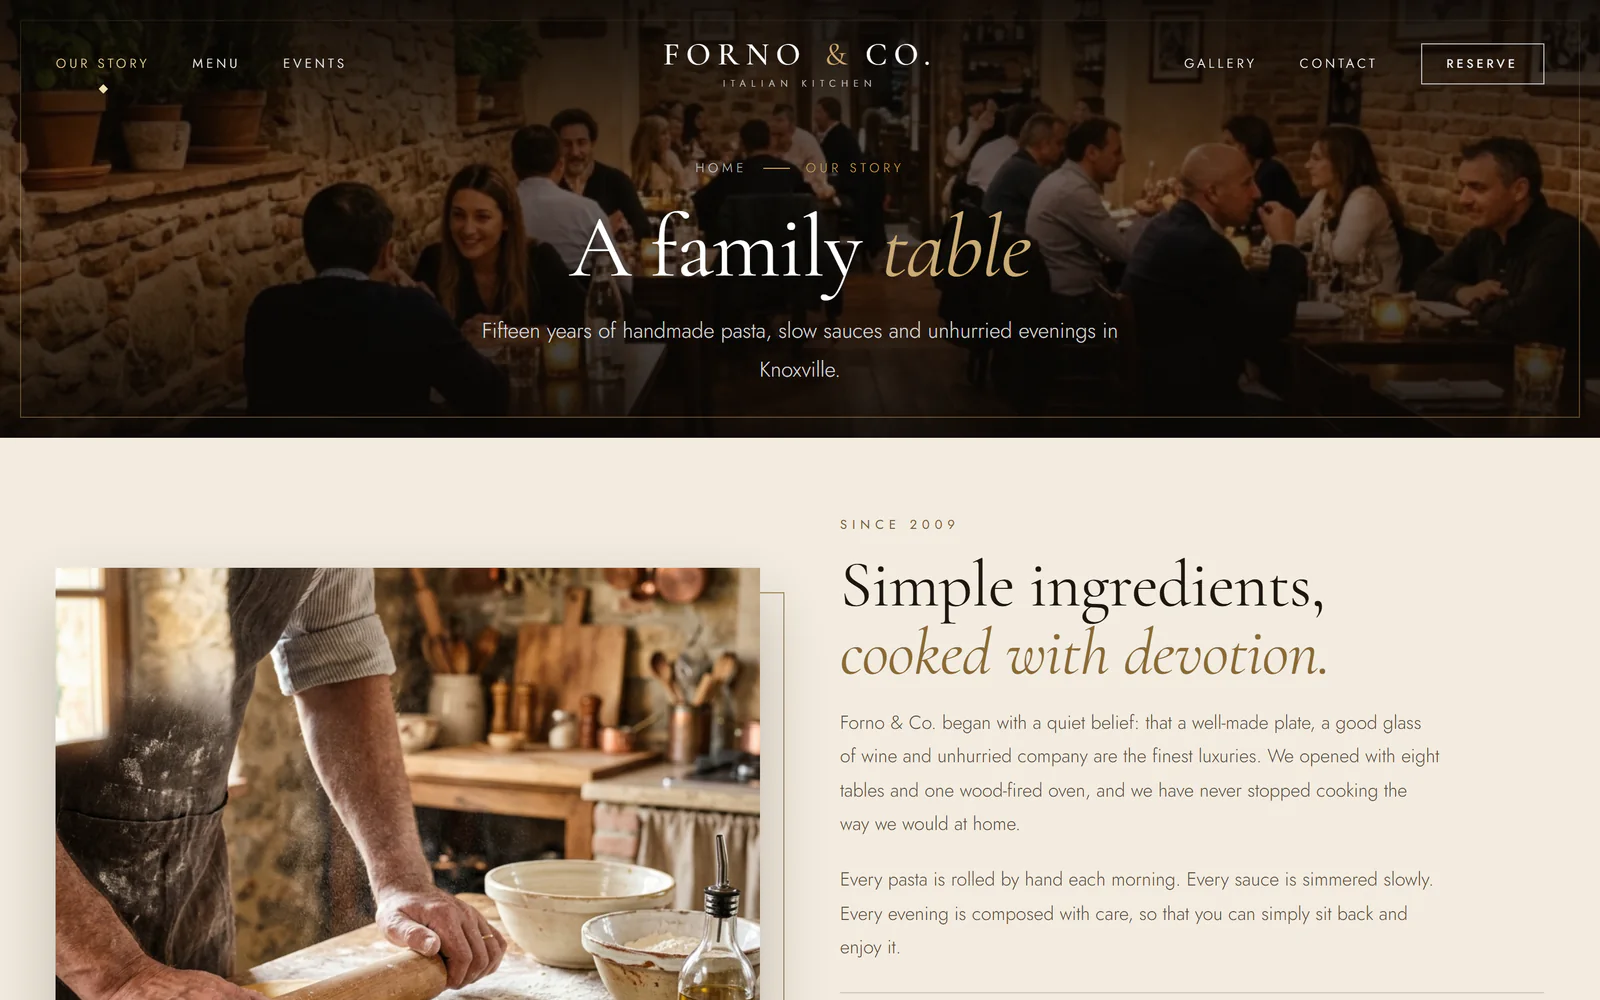 OUR STORY
MENU
EVENTS
FORNO & CO.
ITALIAN KITCHEN
GALLERY
CONTACT
RESERVE
HOME — OUR STORY
A family table
Fifteen years of handmade pasta, slow sauces and unhurried evenings in
Knoxville.
SINCE 2009
Simple ingredients,
cooked with devotion.
Forno & Co. began with a quiet belief: that a well-made plate, a good glass
of wine and unhurried company are the finest luxuries. We opened with eight
tables and one wood-fired oven, and we have never stopped cooking the
way we would at home.
Every pasta is rolled by hand each morning. Every sauce is simmered slowly.
Every evening is composed with care, so that you can simply sit back and
enjoy it.